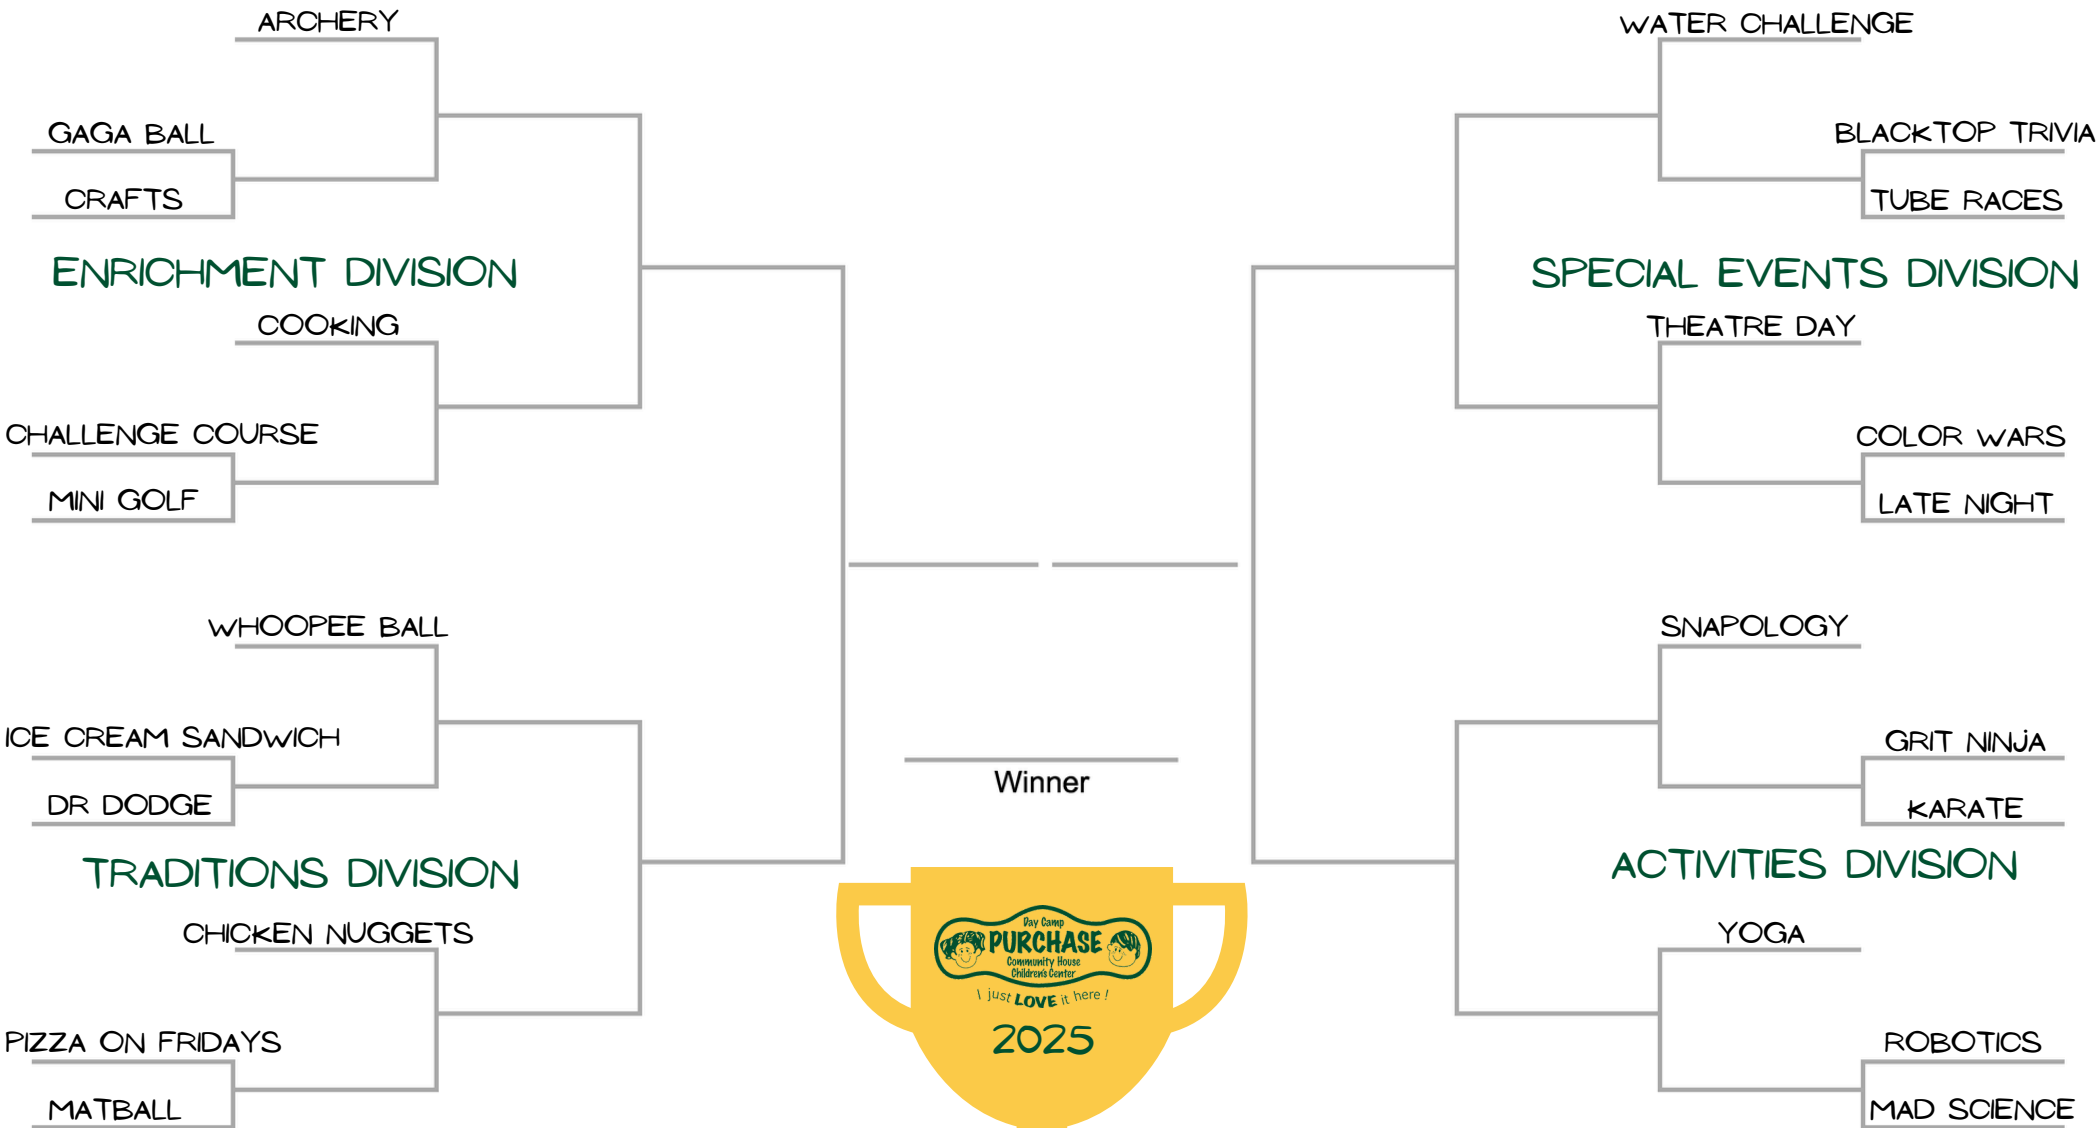 ARCHERY
GAGA BALL
CRAFTS
ENRICHMENT DIVISION
COOKING
CHALLENGE COURSE
MINI GOLF
WHOOPEE BALL
ICE CREAM SANDWICH
DR DODGE
TRADITIONS DIVISION
CHICKEN NUGGETS
PIZZA ON FRIDAYS
MATBALL
Winner
Day Camp
PURCHASE
Community House
Children's Center
I just LOVE it here!
2025
WATER CHALLENGE
BLACKTOP TRIVIA
TUBE RACES
SPECIAL EVENTS DIVISION
THEATRE DAY
COLOR WARS
LATE NIGHT
SNAPOLOGY
GRIT NINJA
KARATE
ACTIVITIES DIVISION
YOGA
ROBOTICS
MAD SCIENCE